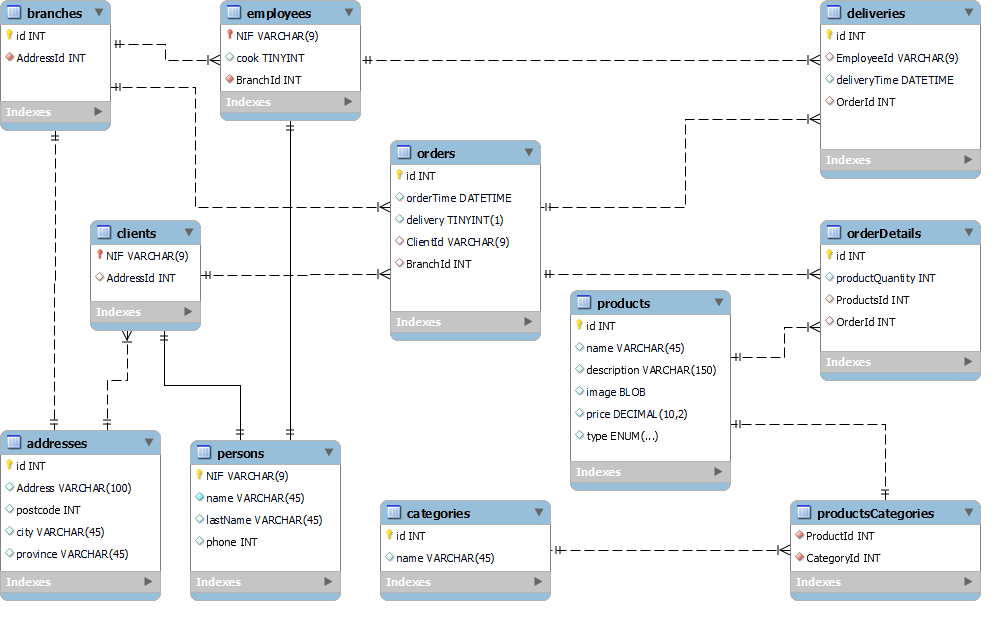 branches
id INT
AddressId INT
Indexes
employees
NIF VARCHAR(9)
cook TINYINT
BranchId INT
Indexes
deliveries
id INT
EmployeeId VARCHAR(9)
deliveryTime DATETIME
OrderId INT
Indexes
orders
id INT
orderTime DATETIME
delivery TINYINT(1)
ClientId VARCHAR(9)
BranchId INT
Indexes
clients
NIF VARCHAR(9)
AddressId INT
Indexes
orderDetails
id INT
productQuantity INT
ProductsId INT
OrderId INT
Indexes
products
id INT
name VARCHAR(45)
description VARCHAR(150)
image BLOB
price DECIMAL(10,2)
type ENUM(...)
Indexes
addresses
id INT
Address VARCHAR(100)
postcode INT
city VARCHAR(45)
province VARCHAR(45)
Indexes
persons
NIF VARCHAR(9)
name VARCHAR(45)
lastName VARCHAR(45)
phone INT
Indexes
categories
id INT
name VARCHAR(45)
Indexes
productsCategories
ProductId INT
CategoryId INT
Indexes